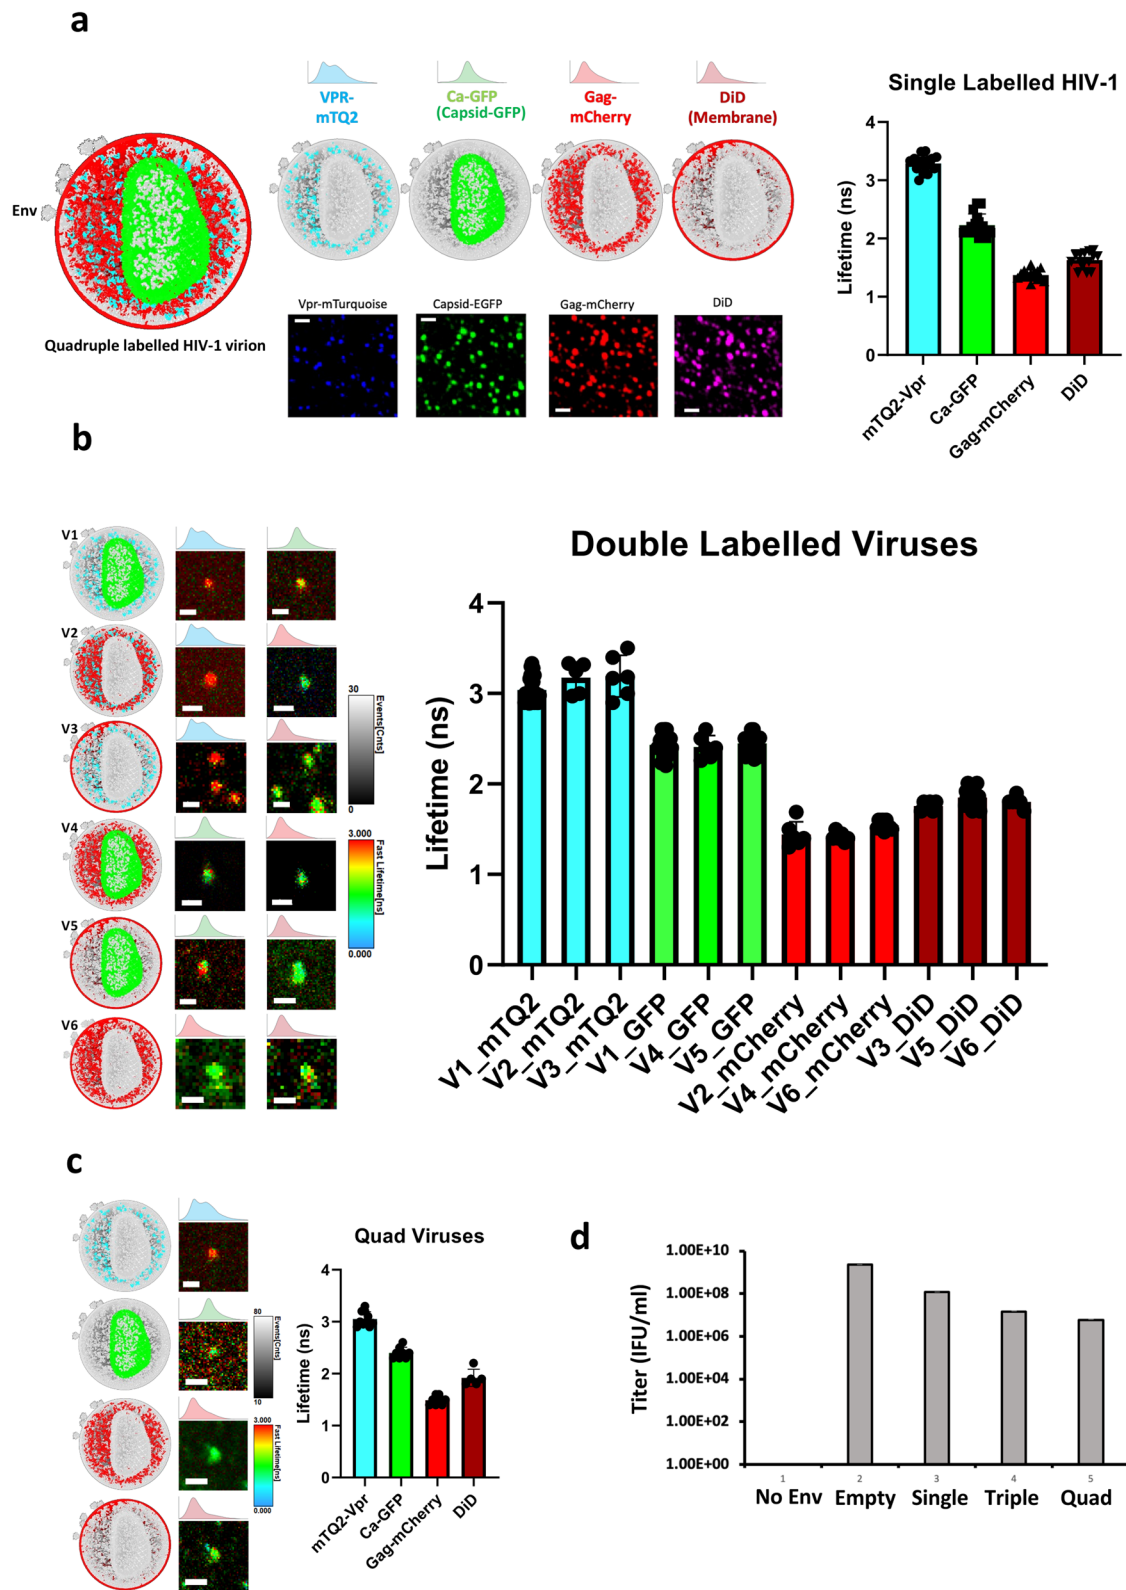 a
VPR-
mTQ2
Ca-GFP
(Capsid-GFP)
Gag-
mCherry
DiD
(Membrane)
Env
Quadruple labelled HIV-1 virion
Vpr-mTurquoise
Capsid-EGFP
Gag-mCherry
DiD
Single Labelled HIV-1
Lifetime (ns)
4
3
2
1
0
mTQ2-Vpr
Ca-GFP
Gag-mCherry
DiD
b
V1
V2
V3
V4
V5
V6
30
Events[Cnts]
0
3.000
Fast Lifetime[ns]
0.000
Double Labelled Viruses
Lifetime (ns)
4
3
2
1
0
V1_mTQ2
V2_mTQ2
V3_mTQ2
V1_GFP
V4_GFP
V5_GFP
V2_mCherry
V4_mCherry
V6_mCherry
V3_DiD
V5_DiD
V6_DiD
c
80
Events[Cnts]
10
3.000
Fast Lifetime[ns]
0.000
Quad Viruses
Lifetime (ns)
4
3
2
1
0
mTQ2-Vpr
Ca-GFP
Gag-mCherry
DiD
d
Titer (IFU/ml)
1.00E+10
1.00E+08
1.00E+06
1.00E+04
1.00E+02
1.00E+00
1 2 3 4 5
No Env Empty Single Triple Quad